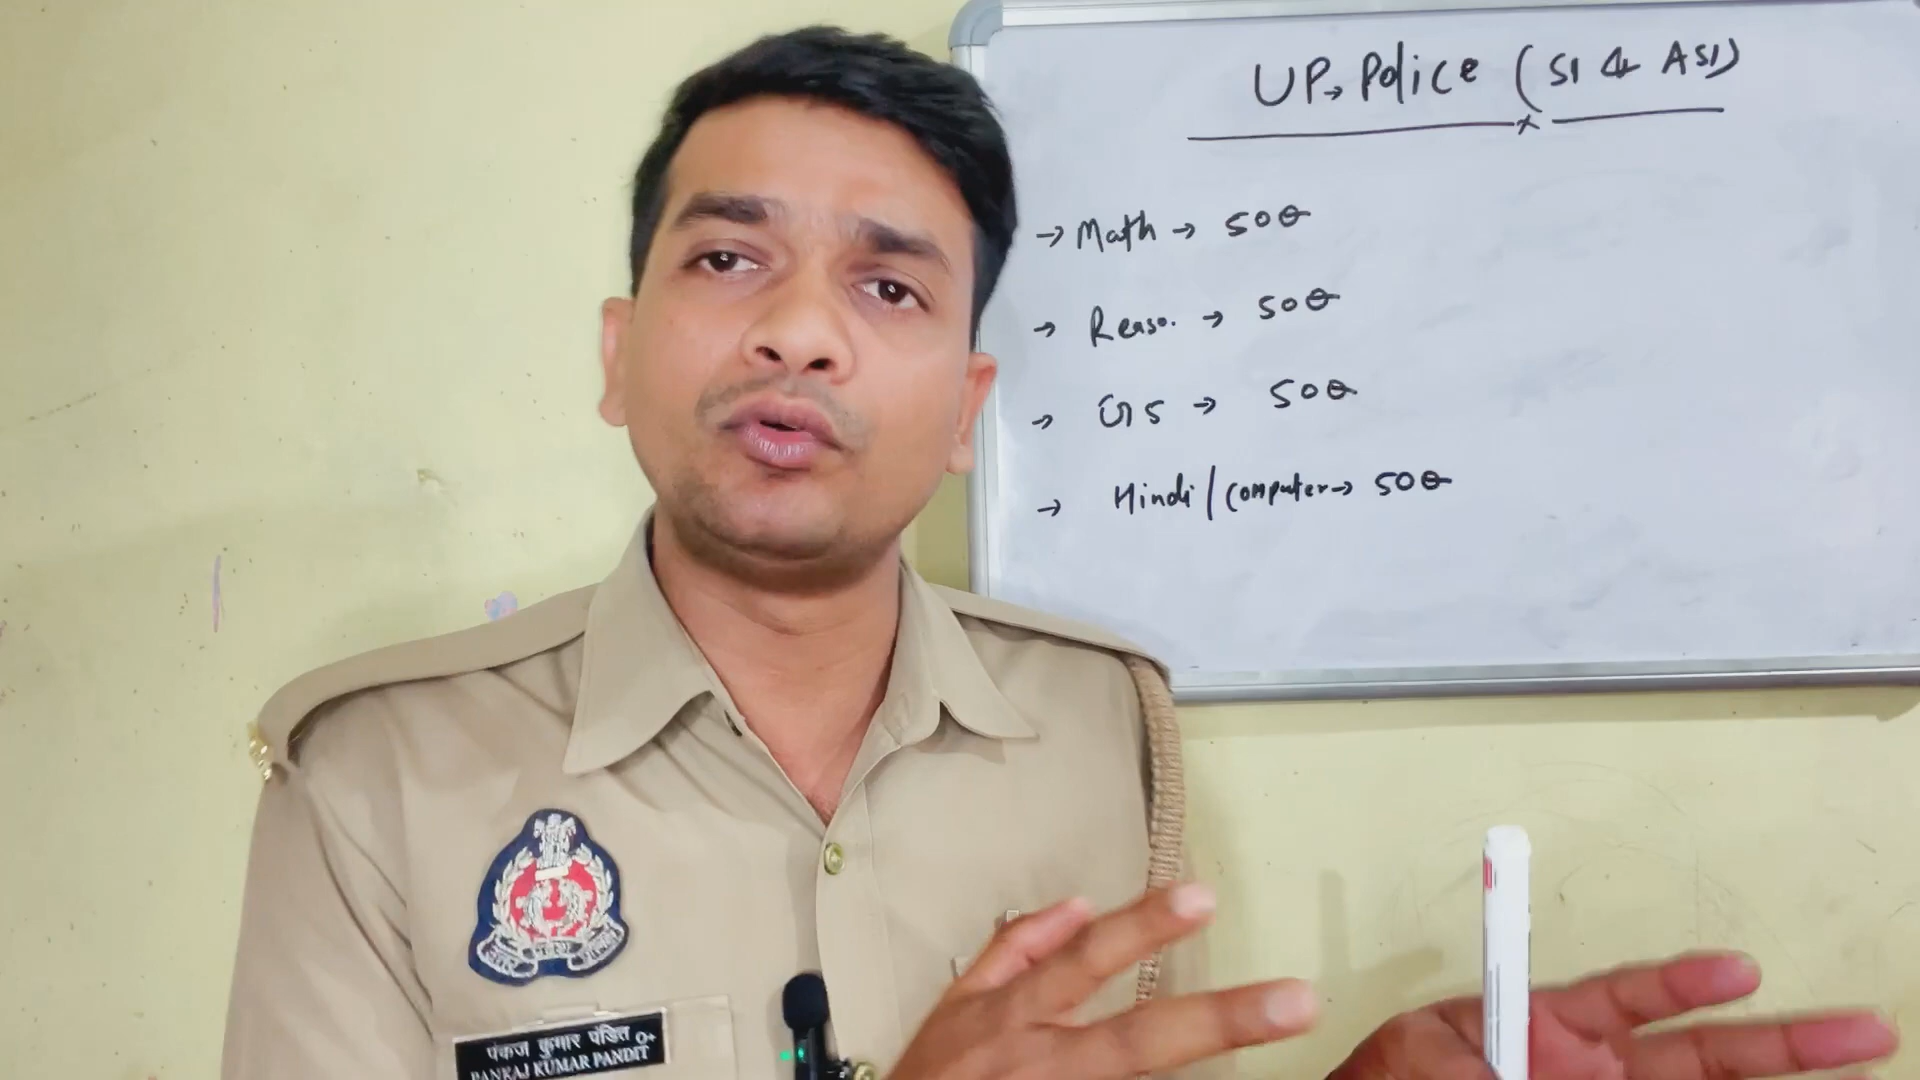 UP. Police (SI & ASI)
→ Math → 50Q
→ Reaso. → 50Q
→ GS → 50Q
→ Hindi / Computer → 50Q
पंकज कुमार पंडित O+
PANKAJ KUMAR PANDIT